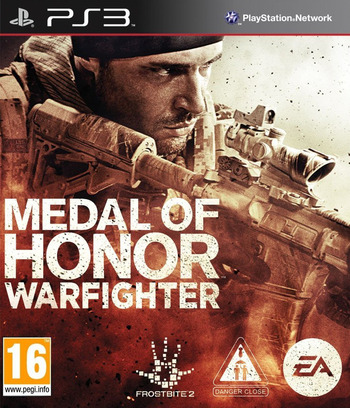 PS3
PlayStation®Network
MEDAL OF
HONOR
WARFIGHTER
16
www.pegi.info
FROSTBITE 2
DANGER CLOSE
EA